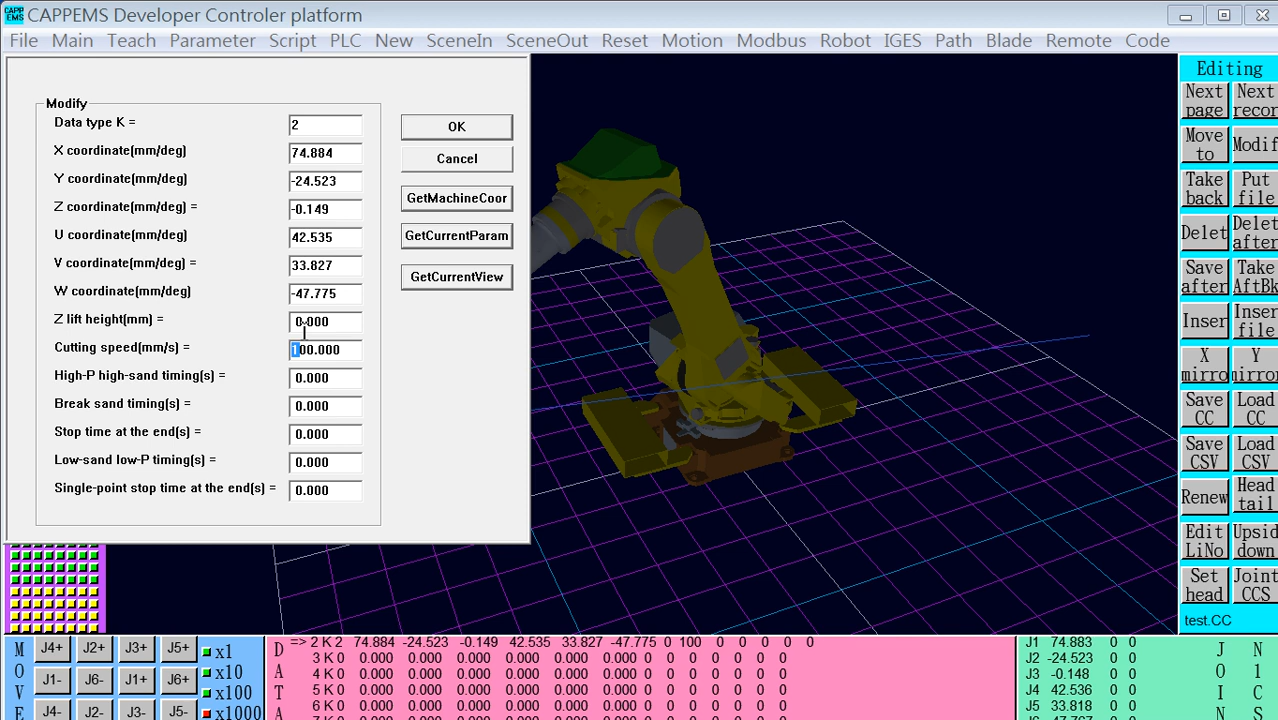 CAPPEMS Developer Controler platform
File Main Teach Parameter Script PLC New SceneIn SceneOut Reset Motion Modbus Robot IGES Path Blade Remote Code
Modify
Data type K = 2
X coordinate(mm/deg) 74.884
Y coordinate(mm/deg) -24.523
Z coordinate(mm/deg) = -0.149
U coordinate(mm/deg) = 42.535
V coordinate(mm/deg) = 33.827
W coordinate(mm/deg) -47.775
Z lift height(mm) = 0.000
Cutting speed(mm/s) = 100.000
High-P high-sand timing(s) = 0.000
Break sand timing(s) = 0.000
Stop time at the end(s) = 0.000
Low-sand low-P timing(s) = 0.000
Single-point stop time at the end(s) = 0.000
OK
Cancel
GetMachineCoor
GetCurrentParam
GetCurrentView
Editing
Next page
Next recor
Move to
Modif
Take back
Put file
Delet
Delet after
Save after
Take AftBk
Inser
Inser file
X mirro
Y mirro
Save CC
Load CC
Save CSV
Load CSV
Renew
Head tail
Edit LiNo
Upsid down
Set head
Joint CCS
test.CC
MOVE
J4+ J2+ J3+ J5+ x1
J1- J6- J1+ J6+ x10
x100
J4- J2- J3- J5- x1000
DATA
=> 2 K 2 74.884 -24.523 -0.149 42.535 33.827 -47.775 0 100 0 0 0 0 0
3 K 0 0.000 0.000 0.000 0.000 0.000 0.000 0 0 0 0 0 0 0
4 K 0 0.000 0.000 0.000 0.000 0.000 0.000 0 0 0 0 0 0 0
5 K 0 0.000 0.000 0.000 0.000 0.000 0.000 0 0 0 0 0 0 0
6 K 0 0.000 0.000 0.000 0.000 0.000 0.000 0 0 0 0 0 0 0
J1 74.883 0 0
J2 -24.523 0 0
J3 -0.148 0 0
J4 42.536 0 0
J5 33.818 0 0
JOIN
N1CS